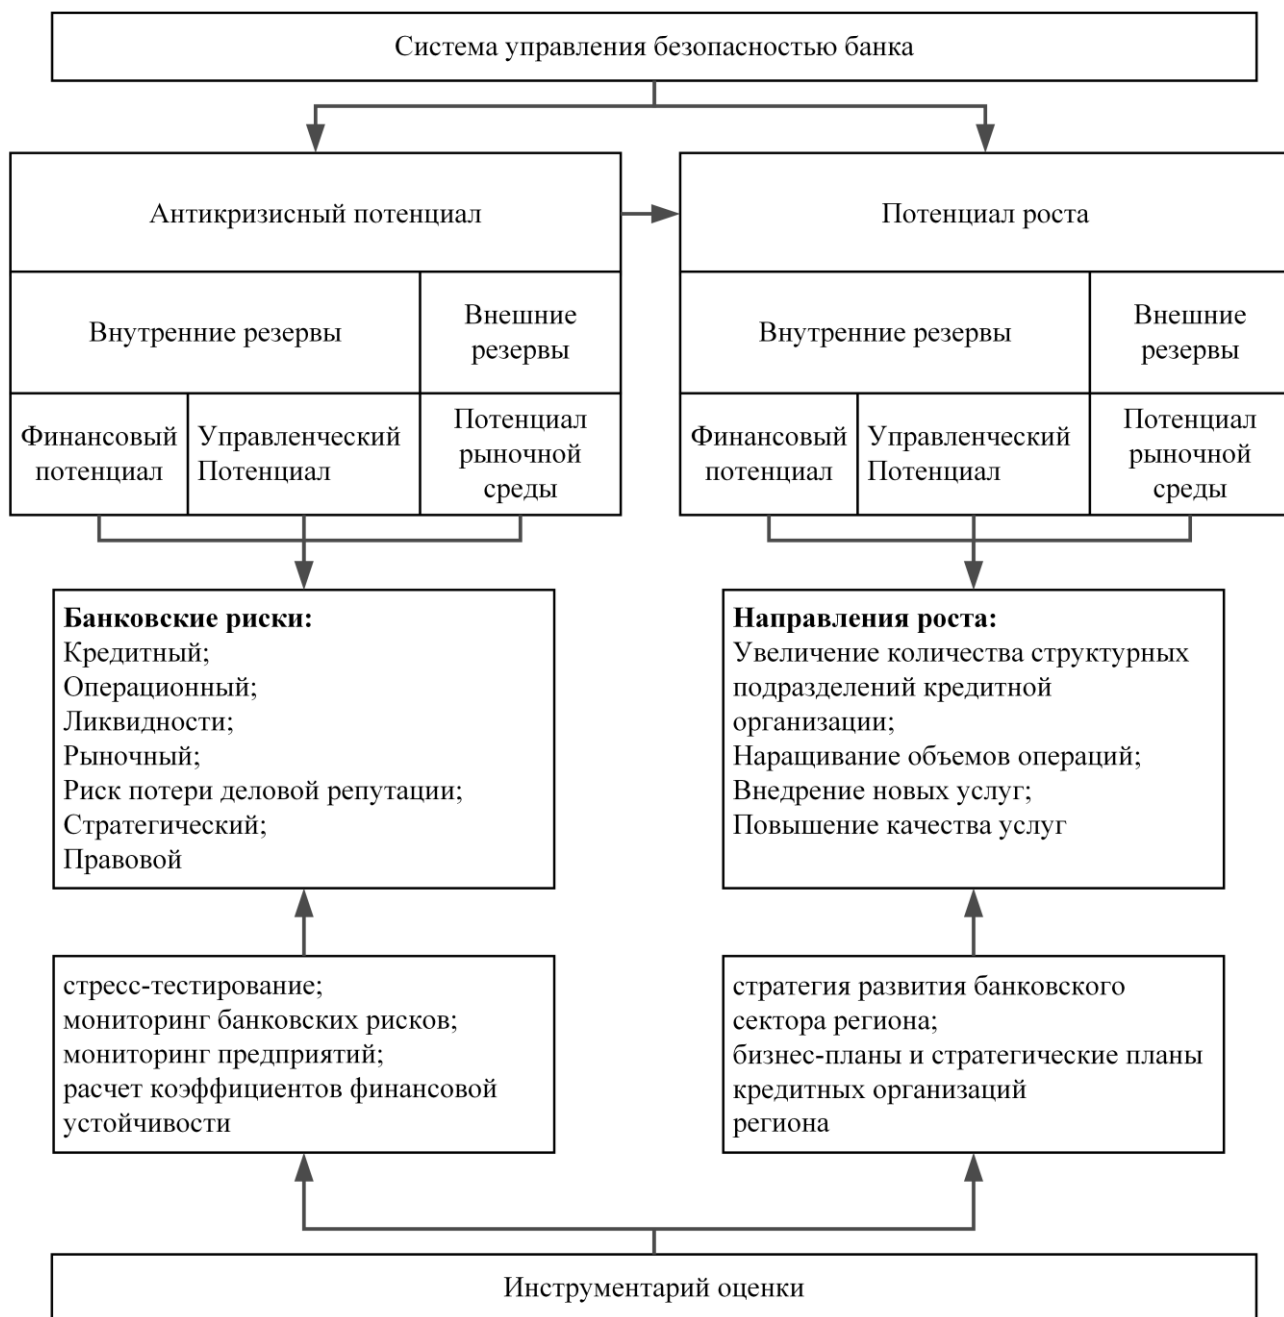 Система управления безопасностью банка
Антикризисный потенциал
Потенциал роста
Внутренние резервы
Внешние
резервы
Внутренние резервы
Внешние
резервы
Финансовый
потенциал
Управленческий
Потенциал
Потенциал
рыночной
среды
Финансовый
потенциал
Управленческий
Потенциал
Потенциал
рыночной
среды
Банковские риски:
Кредитный;
Операционный;
Ликвидности;
Рыночный;
Риск потери деловой репутации;
Стратегический;
Правовой
Направления роста:
Увеличение количества структурных
подразделений кредитной
организации;
Наращивание объемов операций;
Внедрение новых услуг;
Повышение качества услуг
стресс-тестирование;
мониторинг банковских рисков;
мониторинг предприятий;
расчет коэффициентов финансовой
устойчивости
стратегия развития банковского
сектора региона;
бизнес-планы и стратегические планы
кредитных организаций
региона
Инструментарий оценки